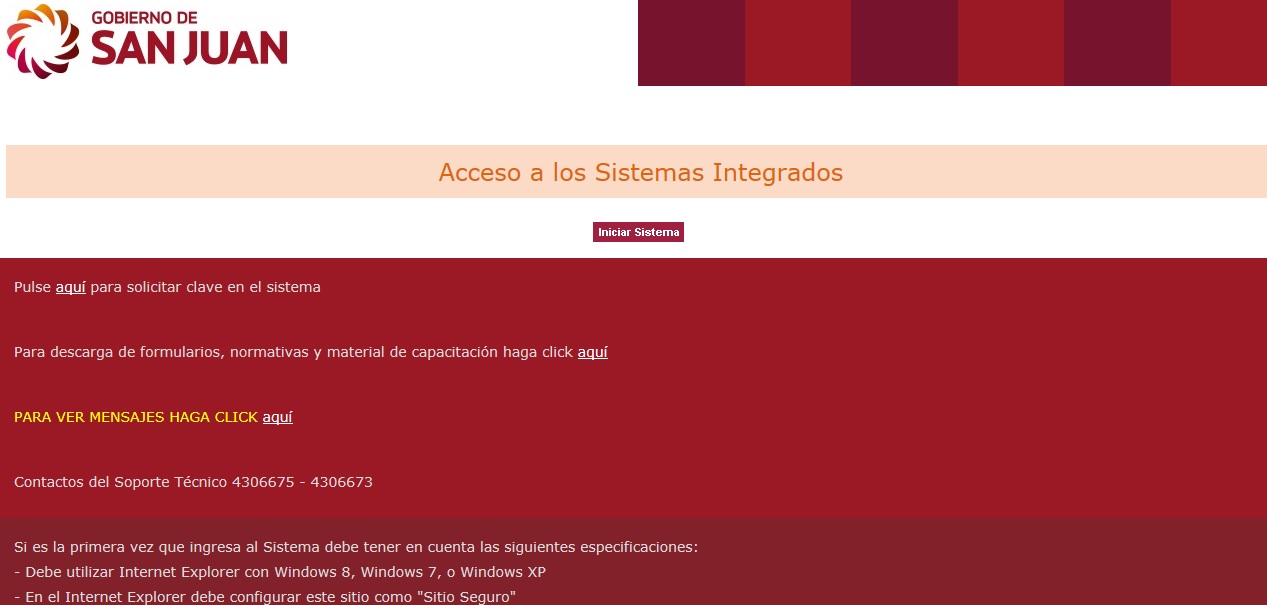 GOBIERNO DE
SAN JUAN
Acceso a los Sistemas Integrados
Iniciar Sistema
Pulse aquí para solicitar clave en el sistema
Para descarga de formularios, normativas y material de capacitación haga click aquí
PARA VER MENSAJES HAGA CLICK aquí
Contactos del Soporte Técnico 4306675 - 4306673
Si es la primera vez que ingresa al Sistema debe tener en cuenta las siguientes especificaciones:
- Debe utilizar Internet Explorer con Windows 8, Windows 7, o Windows XP
- En el Internet Explorer debe configurar este sitio como "Sitio Seguro"